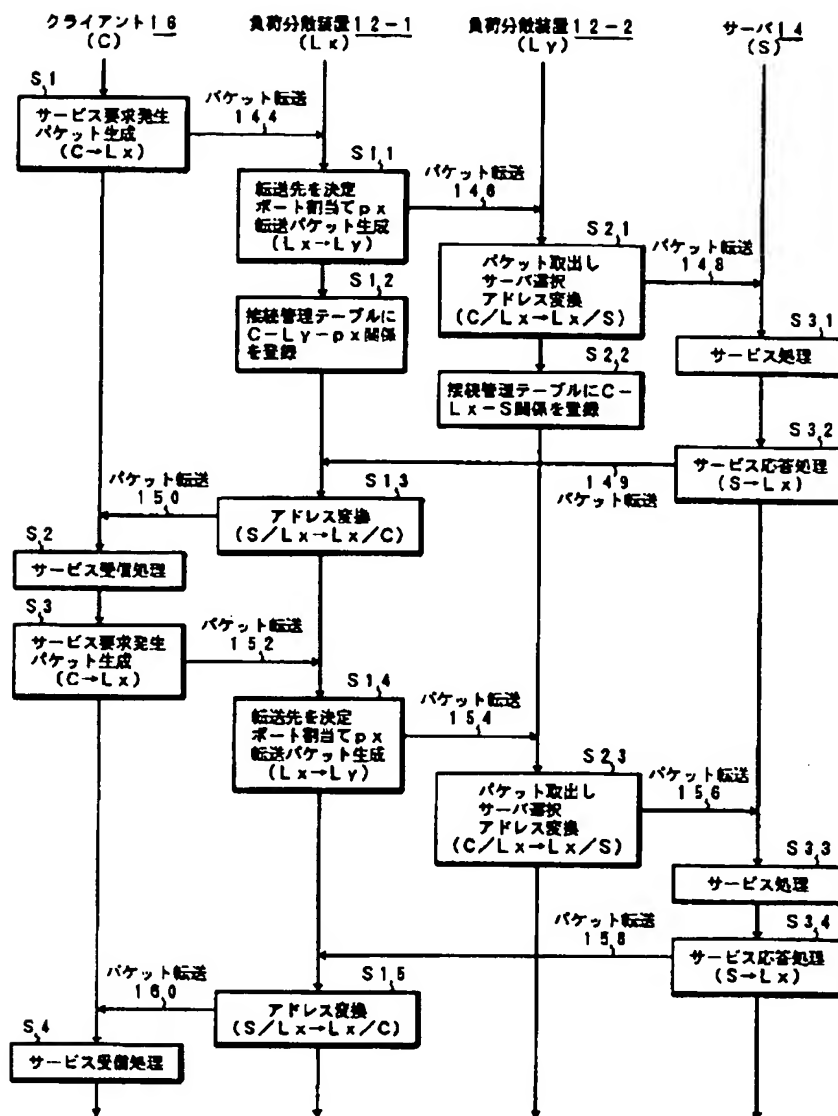 クライアント16
(C)
負荷分散装置12-1
(Lx)
負荷分散装置12-2
(Ly)
サーバ14
(S)
S1
サービス要求発生
パケット生成
(C→Lx)
パケット転送
144
S11
転送先を決定
ポート割当てpx
転送パケット生成
(Lx→Ly)
パケット転送
146
S21
パケット取出し
サーバ選択
アドレス変換
(C/Lx→Lx/S)
パケット転送
148
S12
接続管理テーブルに
C-Ly-px関係
を登録
S31
サービス処理
S22
接続管理テーブルにC-
Lx-S関係を登録
S32
サービス応答処理
(S→Lx)
149
パケット転送
S13
アドレス変換
(S/Lx→Lx/C)
パケット転送
150
S2
サービス受信処理
S3
サービス要求発生
パケット生成
(C→Lx)
パケット転送
152
S14
転送先を決定
ポート割当てpx
転送パケット生成
(Lx→Ly)
パケット転送
154
S23
パケット取出し
サーバ選択
アドレス変換
(C/Lx→Lx/S)
パケット転送
156
S33
サービス処理
S34
サービス応答処理
(S→Lx)
パケット転送
158
S15
アドレス変換
(S/Lx→Lx/C)
パケット転送
160
S4
サービス受信処理